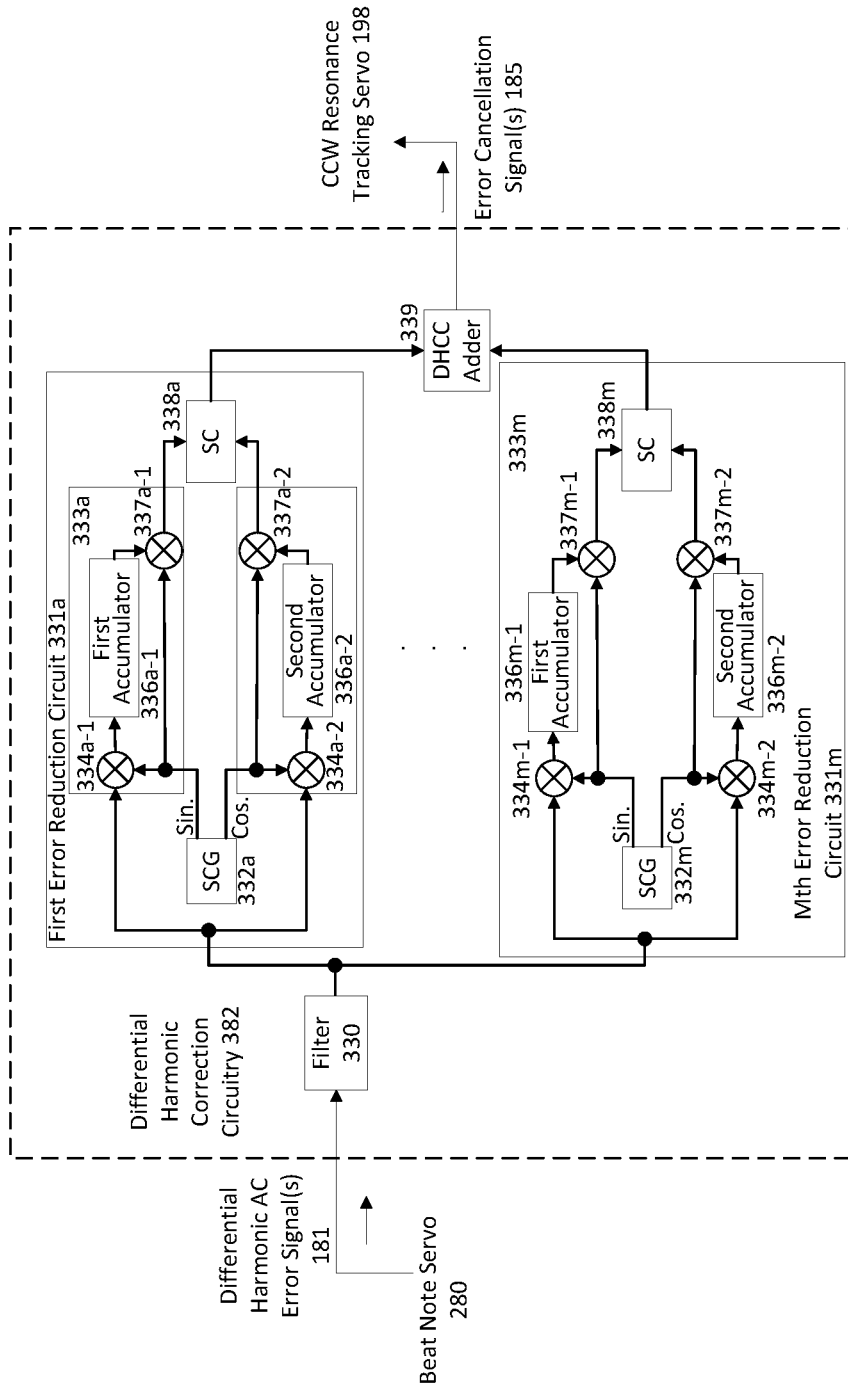 Beat Note Servo
280
Differential
Harmonic AC
Error Signal(s)
181
Differential
Harmonic
Correction
Circuitry 382
Filter
330
First Error Reduction Circuit 331a
SCG
332a
Sin.
Cos.
334a-1
334a-2
333a
First
Accumulator
336a-1
Second
Accumulator
336a-2
337a-1
337a-2
338a
SC
. . .
Mth Error Reduction
Circuit 331m
SCG
332m
Sin.
Cos.
334m-1
334m-2
333m
336m-1
First
Accumulator
Second
Accumulator
336m-2
337m-1
337m-2
338m
SC
339
DHCC
Adder
CCW Resonance
Tracking Servo 198
Error Cancellation
Signal(s) 185